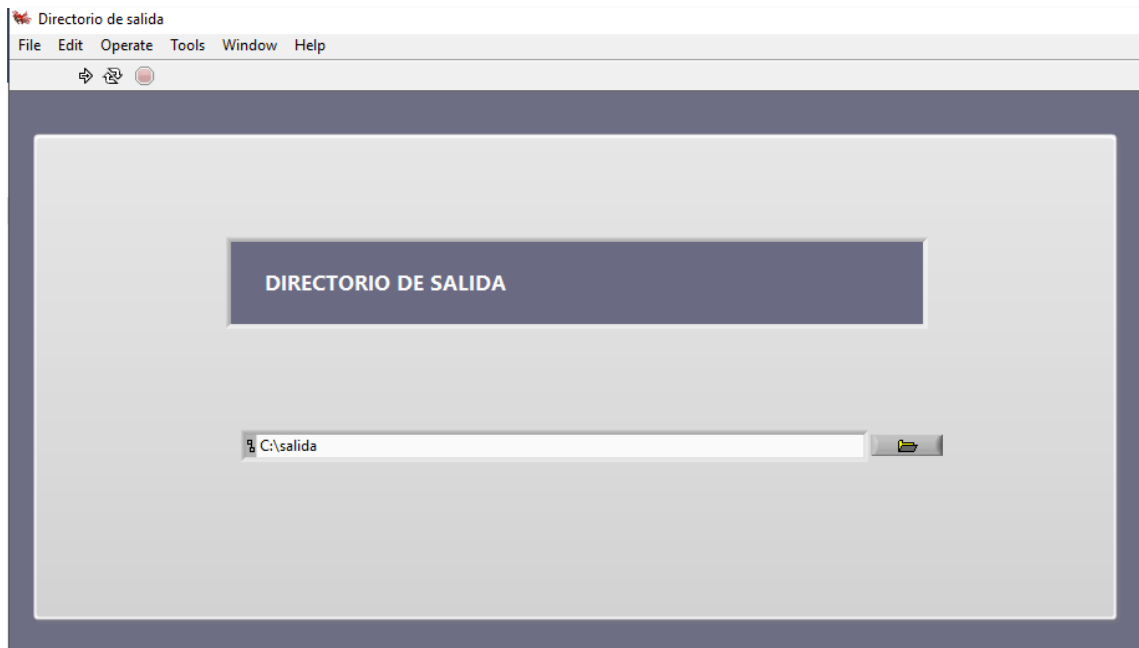 Directorio de salida
File Edit Operate Tools Window Help
DIRECTORIO DE SALIDA
C:\salida